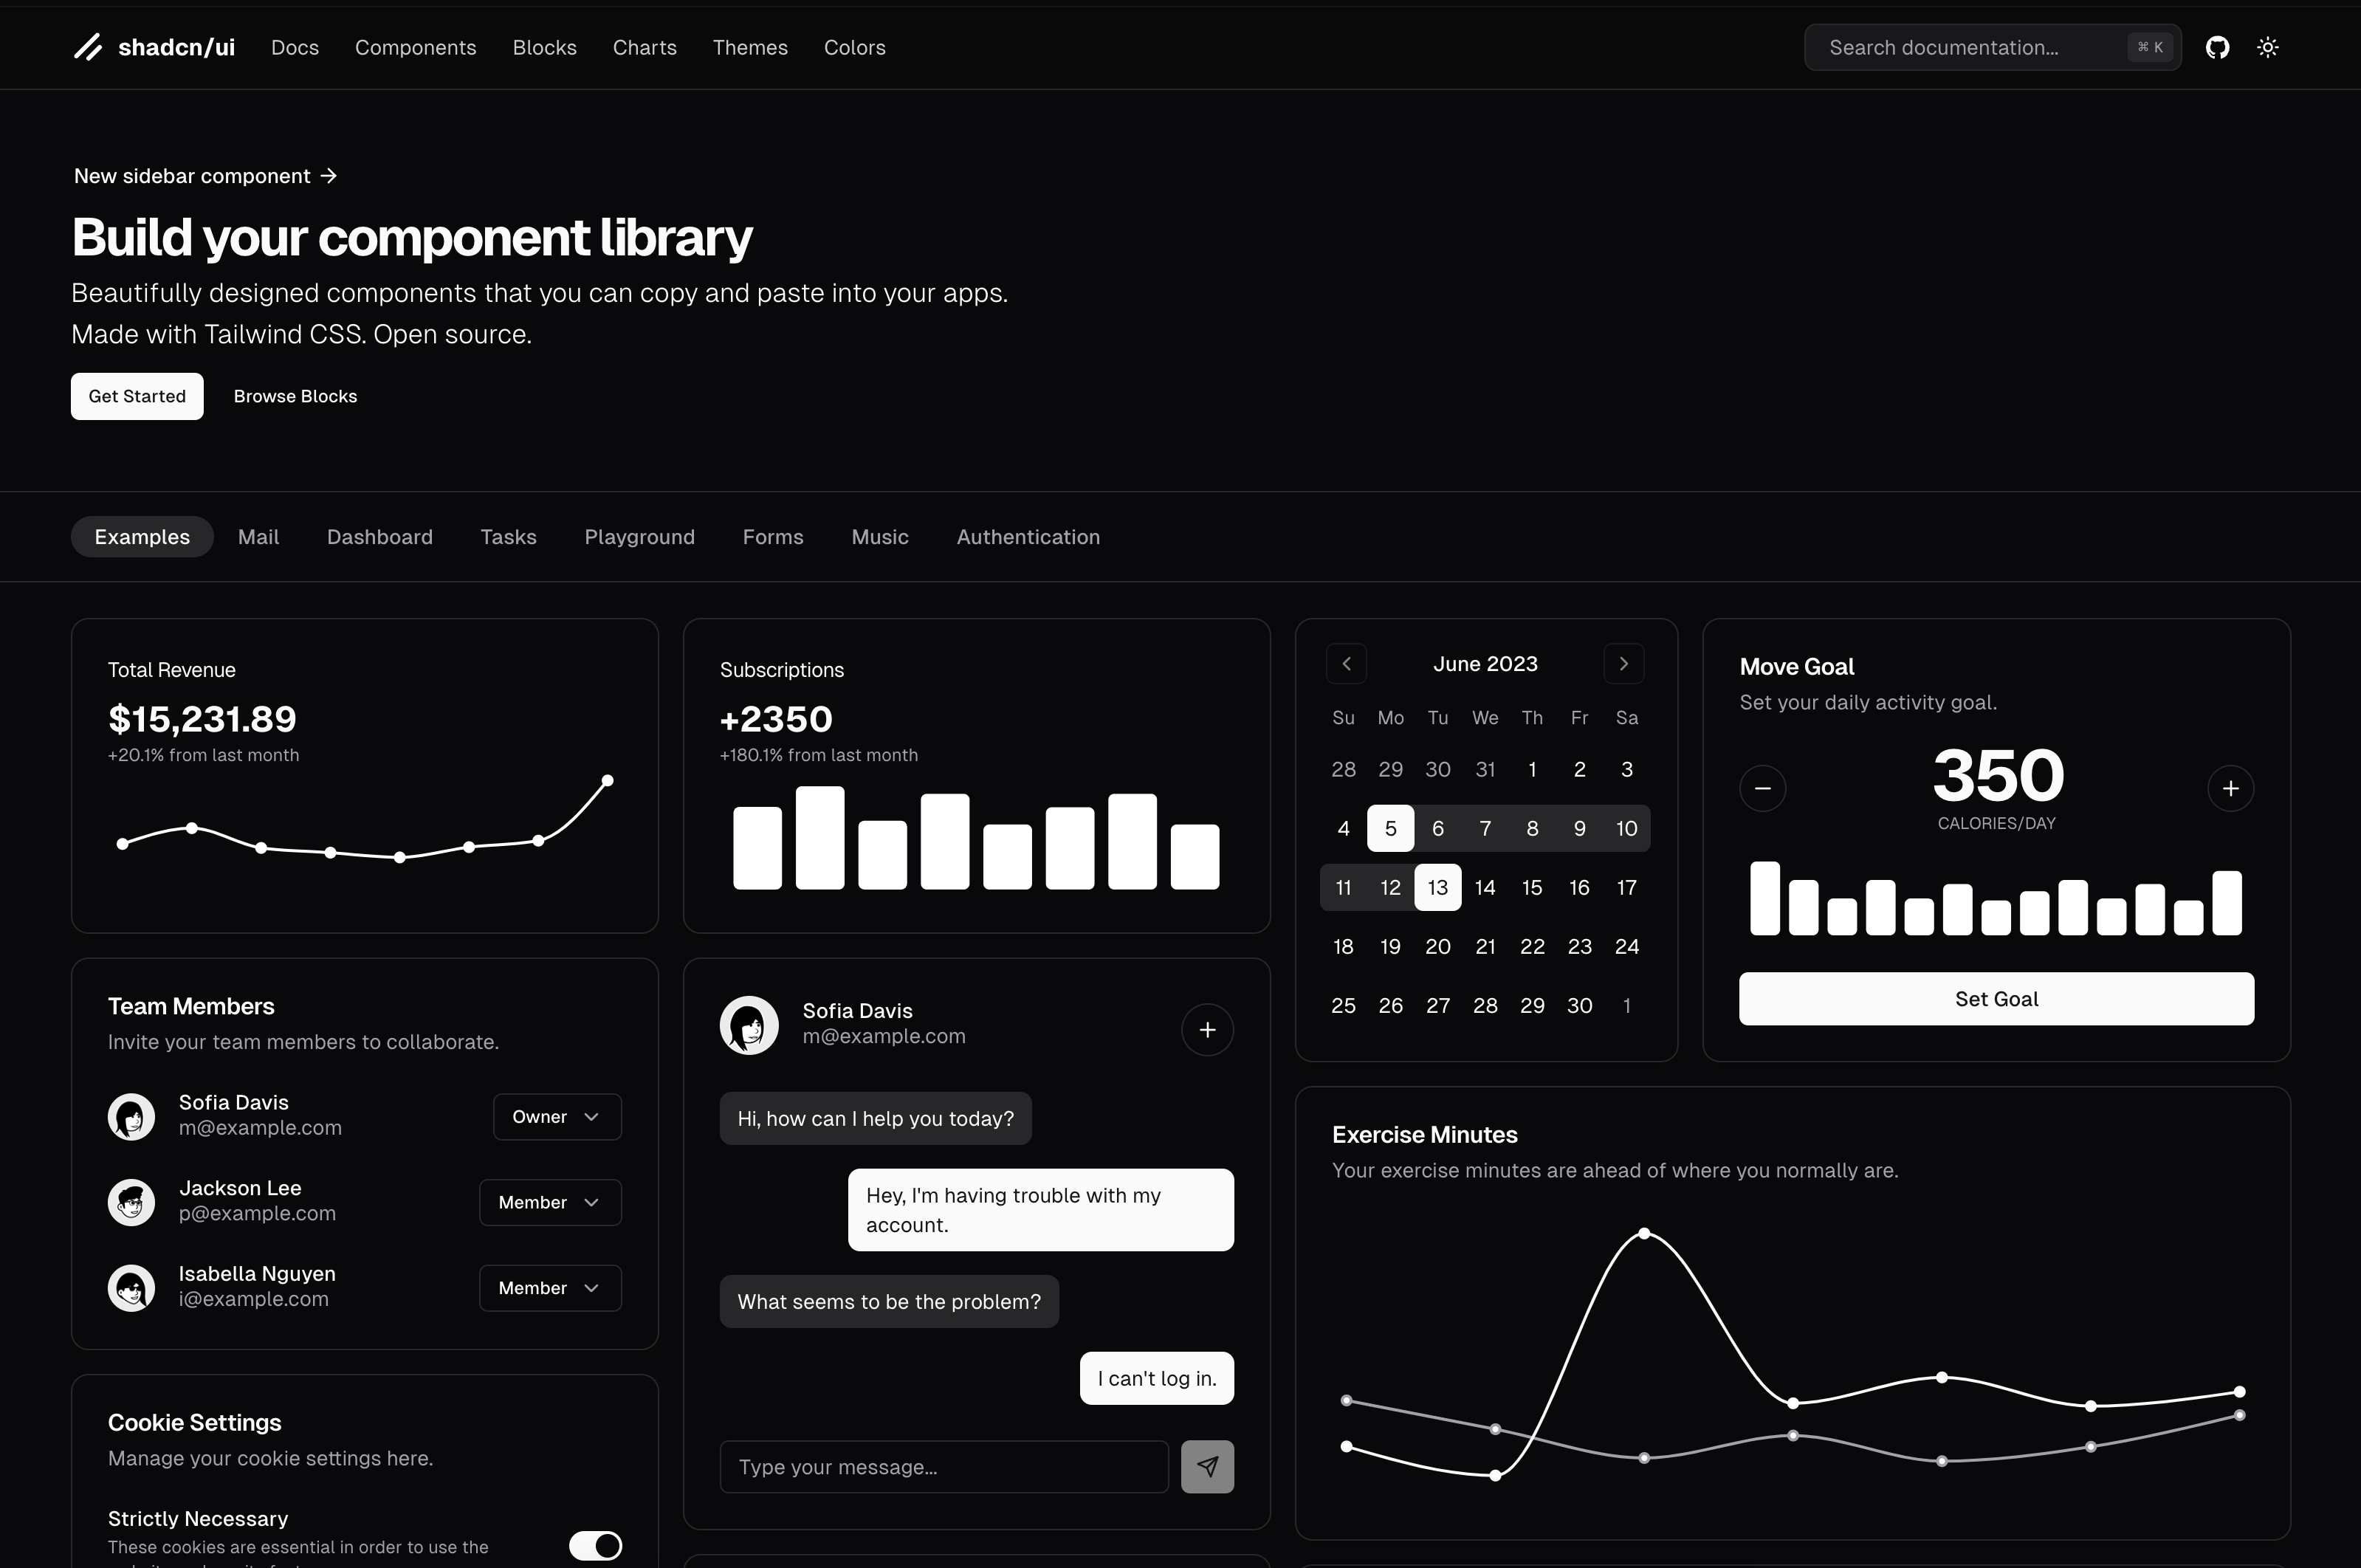 shadcn/ui Docs Components Blocks Charts Themes Colors Search documentation... ⌘ K
New sidebar component →
Build your component library
Beautifully designed components that you can copy and paste into your apps.
Made with Tailwind CSS. Open source.
Get Started Browse Blocks
Examples Mail Dashboard Tasks Playground Forms Music Authentication
Total Revenue
$15,231.89
+20.1% from last month
Subscriptions
+2350
+180.1% from last month
June 2023
Su Mo Tu We Th Fr Sa
28 29 30 31 1 2 3
4 5 6 7 8 9 10
11 12 13 14 15 16 17
18 19 20 21 22 23 24
25 26 27 28 29 30 1
Move Goal
Set your daily activity goal.
350
CALORIES/DAY
Set Goal
Team Members
Invite your team members to collaborate.
Sofia Davis
m@example.com
Owner
Jackson Lee
p@example.com
Member
Isabella Nguyen
i@example.com
Member
Sofia Davis
m@example.com
Hi, how can I help you today?
Hey, I'm having trouble with my
account.
What seems to be the problem?
I can't log in.
Type your message...
Exercise Minutes
Your exercise minutes are ahead of where you normally are.
Cookie Settings
Manage your cookie settings here.
Strictly Necessary
These cookies are essential in order to use the